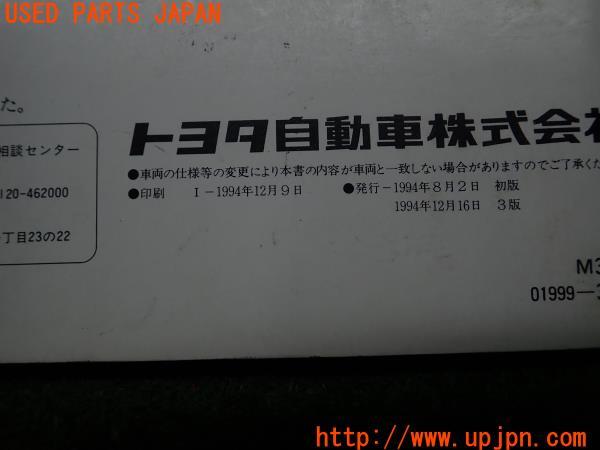 USED PARTS JAPAN
た。
トヨタ自動車株式会社
相談センター
●車両の仕様等の変更により本書の内容が車両と一致しない場合がありますのでご了承くだ
120-462000
●印刷 I－1994年12月9日 ●発行－1994年8月2日 初版
1994年12月16日 3版
丁目23の22
M3
01999－3
http://www.upjpn.com